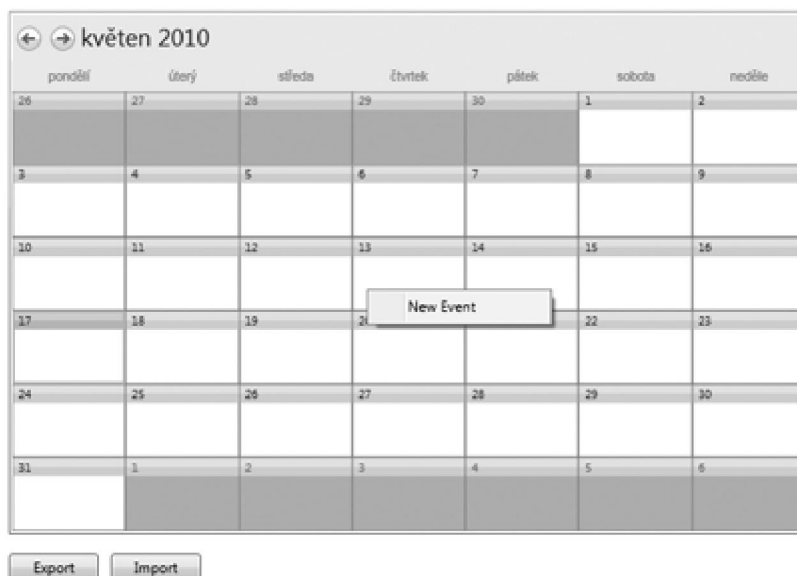 květen 2010
pondělí úterý středa čtvrtek pátek sobota neděle
26 27 28 29 30 1 2
3 4 5 6 7 8 9
10 11 12 13 14 15 16
New Event
17 18 19 22 23
24 25 26 27 28 29 30
31 1 2 3 4 5 6
Export Import